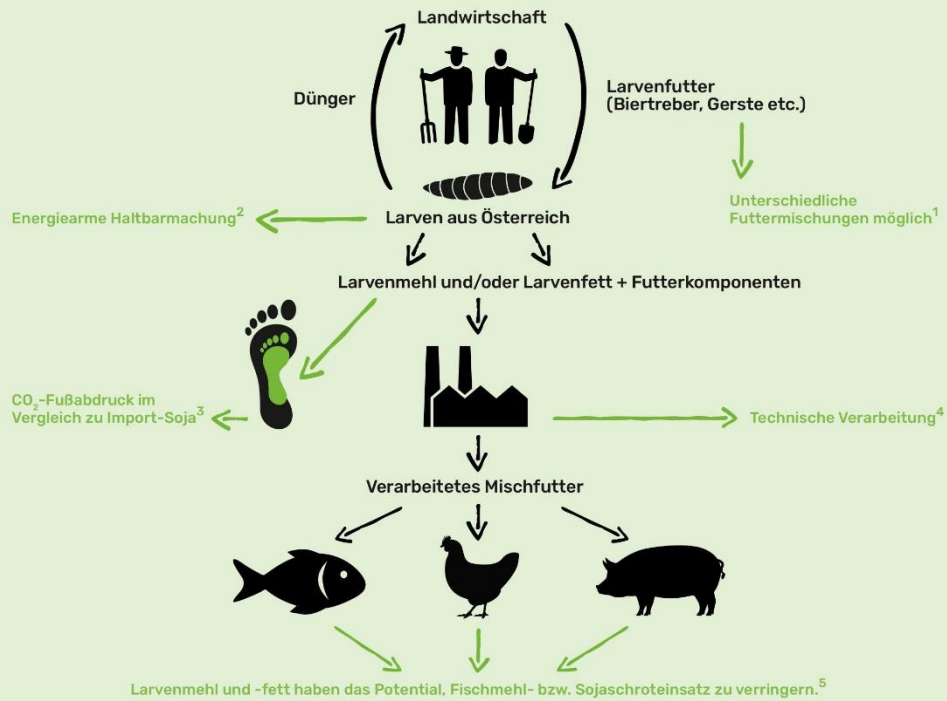 Landwirtschaft
Dünger
Larvenfutter
(Biertreber, Gerste etc.)
Energiearme Haltbarmachung²
Larven aus Österreich
Unterschiedliche
Futtermischungen möglich¹
Larvenmehl und/oder Larvenfett + Futterkomponenten
CO₂-Fußabdruck im
Vergleich zu Import-Soja³
Technische Verarbeitung⁴
Verarbeitetes Mischfutter
Larvenmehl und -fett haben das Potential, Fischmehl- bzw. Sojaschroteinsatz zu verringern.⁵